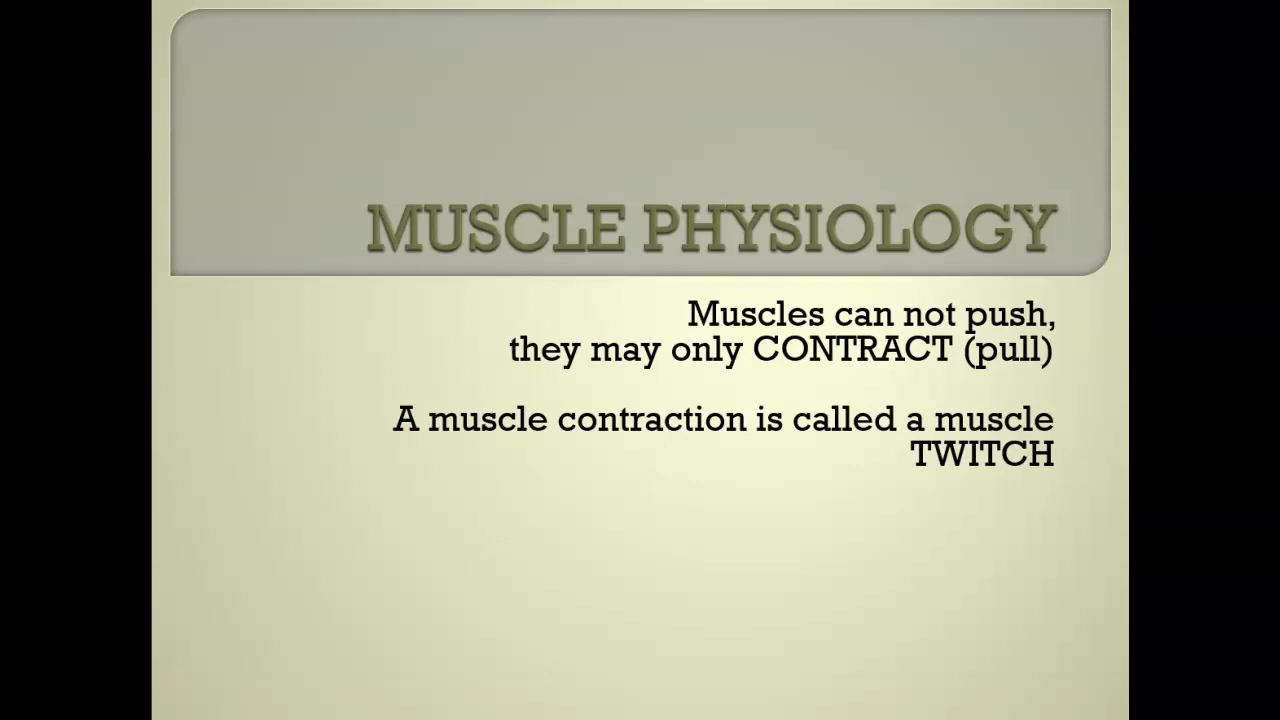 MUSCLE PHYSIOLOGY
Muscles can not push,
they may only CONTRACT (pull)
A muscle contraction is called a muscle
TWITCH